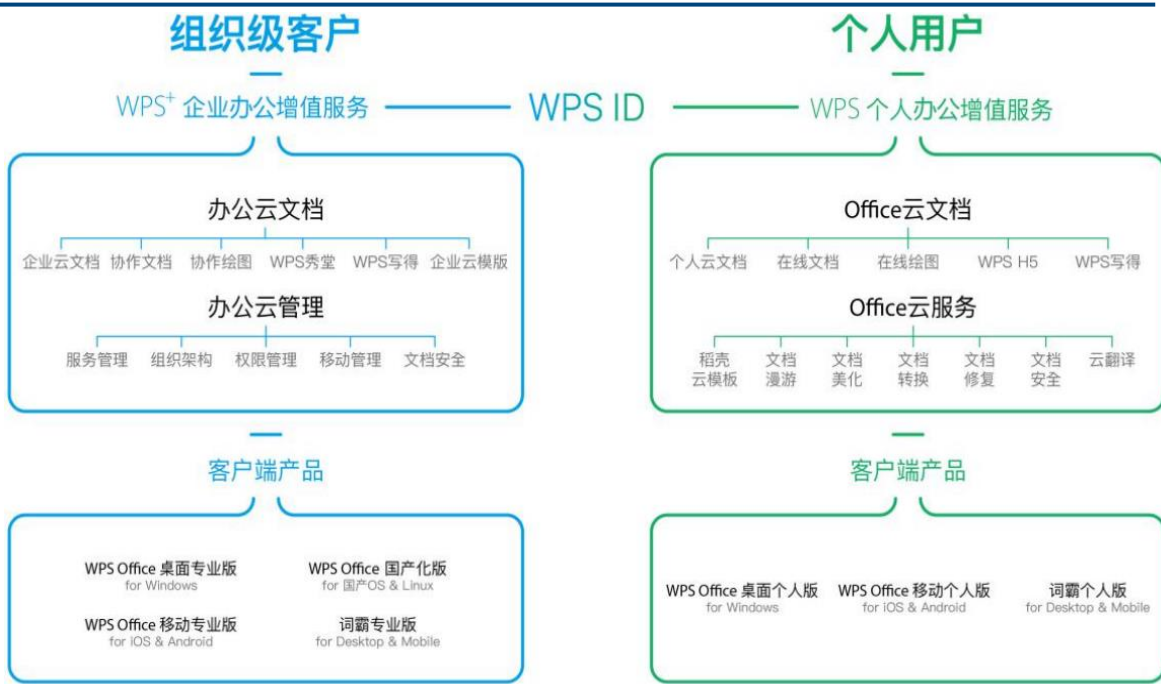 组织级客户
个人用户
WPS+ 企业办公增值服务
WPS ID
WPS 个人办公增值服务
办公云文档
企业云文档 协作文档 协作绘图 WPS秀堂 WPS写得 企业云模版
办公云管理
服务管理 组织架构 权限管理 移动管理 文档安全
Office云文档
个人云文档 在线文档 在线绘图 WPS H5 WPS写得
Office云服务
稻壳 文档 文档 文档 文档 文档 云翻译
云模板 漫游 美化 转换 修复 安全
客户端产品
客户端产品
WPS Office 桌面专业版
for Windows
WPS Office 国产化版
for 国产OS & Linux
WPS Office 移动专业版
for iOS & Android
词霸专业版
for Desktop & Mobile
WPS Office 桌面个人版
for Windows
WPS Office 移动个人版
for iOS & Android
词霸个人版
for Desktop & Mobile